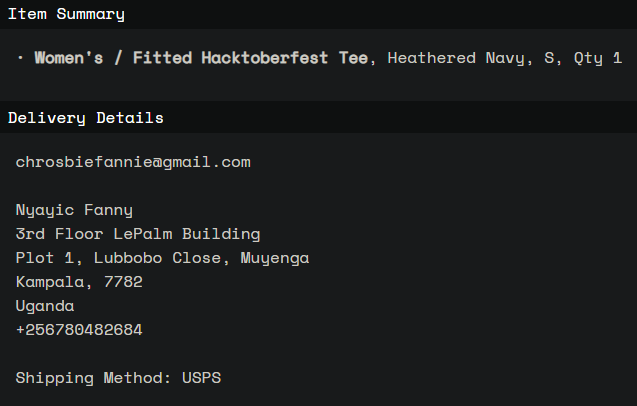 Item Summary
· Women's / Fitted Hacktoberfest Tee, Heathered Navy, S, Qty 1
Delivery Details
chrosbiefannie@gmail.com
Nyayic Fanny
3rd Floor LePalm Building
Plot 1, Lubbobo Close, Muyenga
Kampala, 7782
Uganda
+256780482684
Shipping Method: USPS